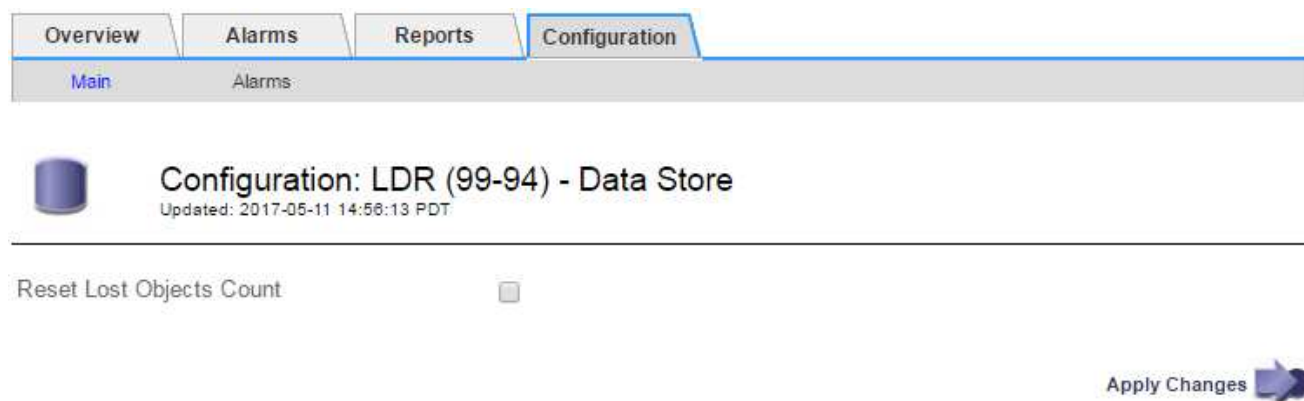 Overview Alarms Reports Configuration
Main Alarms
Configuration: LDR (99-94) - Data Store
Updated: 2017-05-11 14:56:13 PDT
Reset Lost Objects Count
Apply Changes